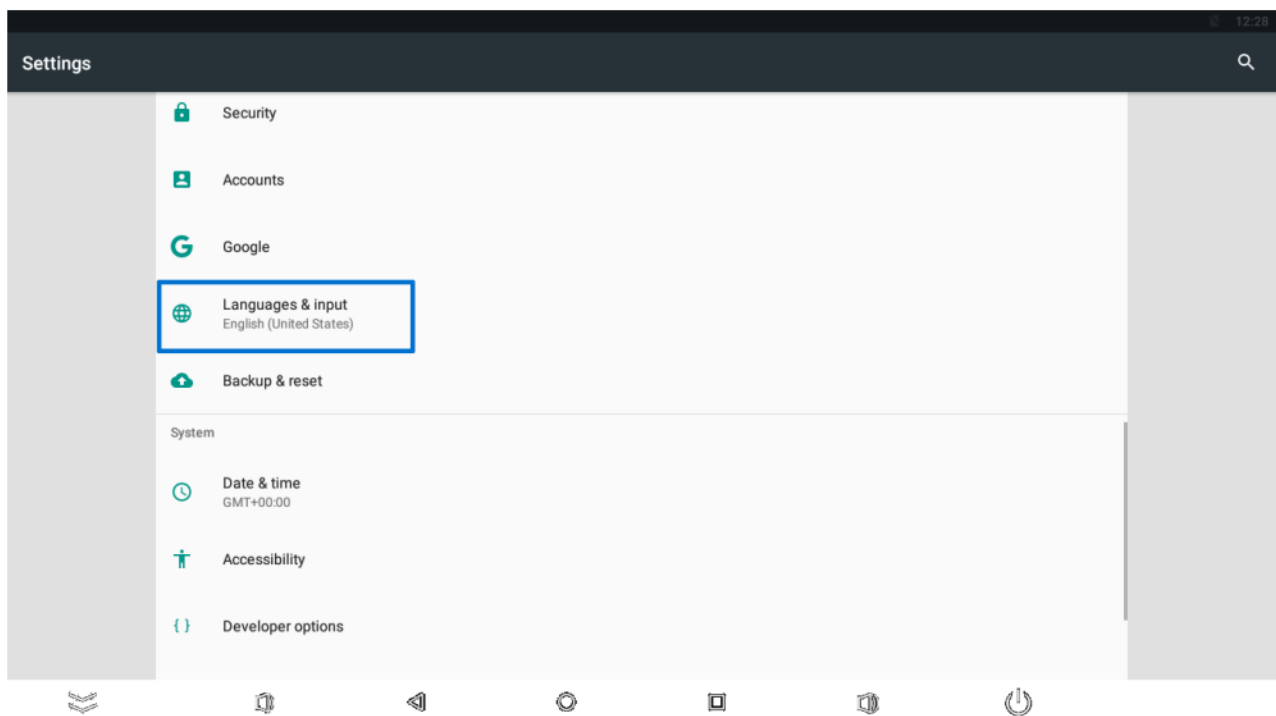 12:28
Settings
Security
Accounts
Google
Languages & input
English (United States)
Backup & reset
System
Date & time
GMT+00:00
Accessibility
{ } Developer options